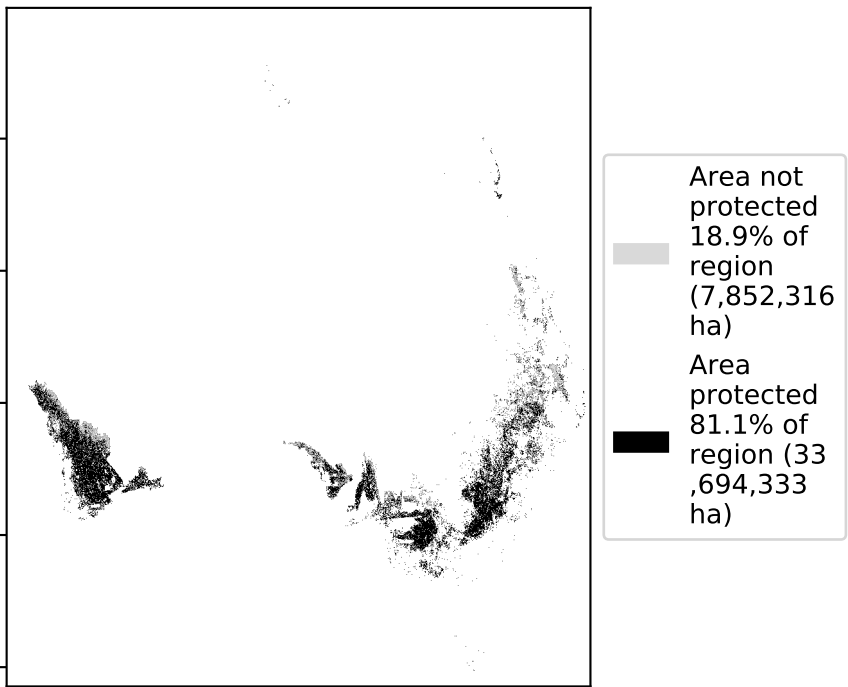 Area not
protected
18.9% of
region
(7,852,316
ha)
Area
protected
81.1% of
region (33
,694,333
ha)